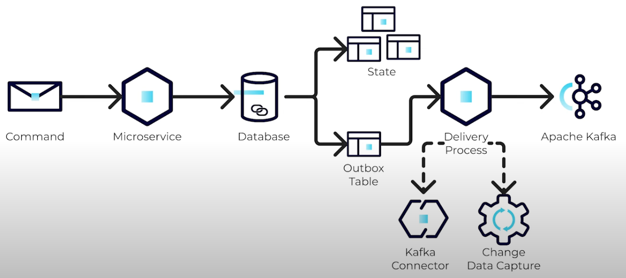 State
Command
Microservice
Database
Delivery
Process
Apache Kafka
Outbox
Table
Kafka
Connector
Change
Data Capture